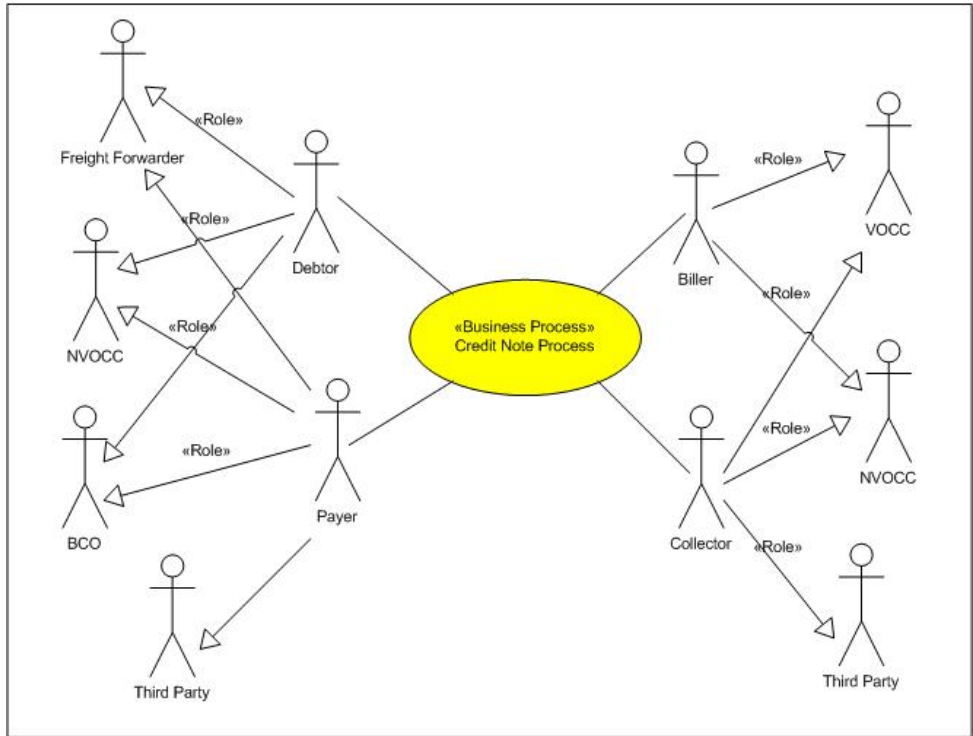 «Role»
Freight Forwarder
«Role»
Debtor
NVOCC
«Role»
«Role»
BCO
Payer
Third Party
«Business Process»
Credit Note Process
«Role»
VOCC
Biller
«Role»
«Role»
NVOCC
Collector
«Role»
Third Party